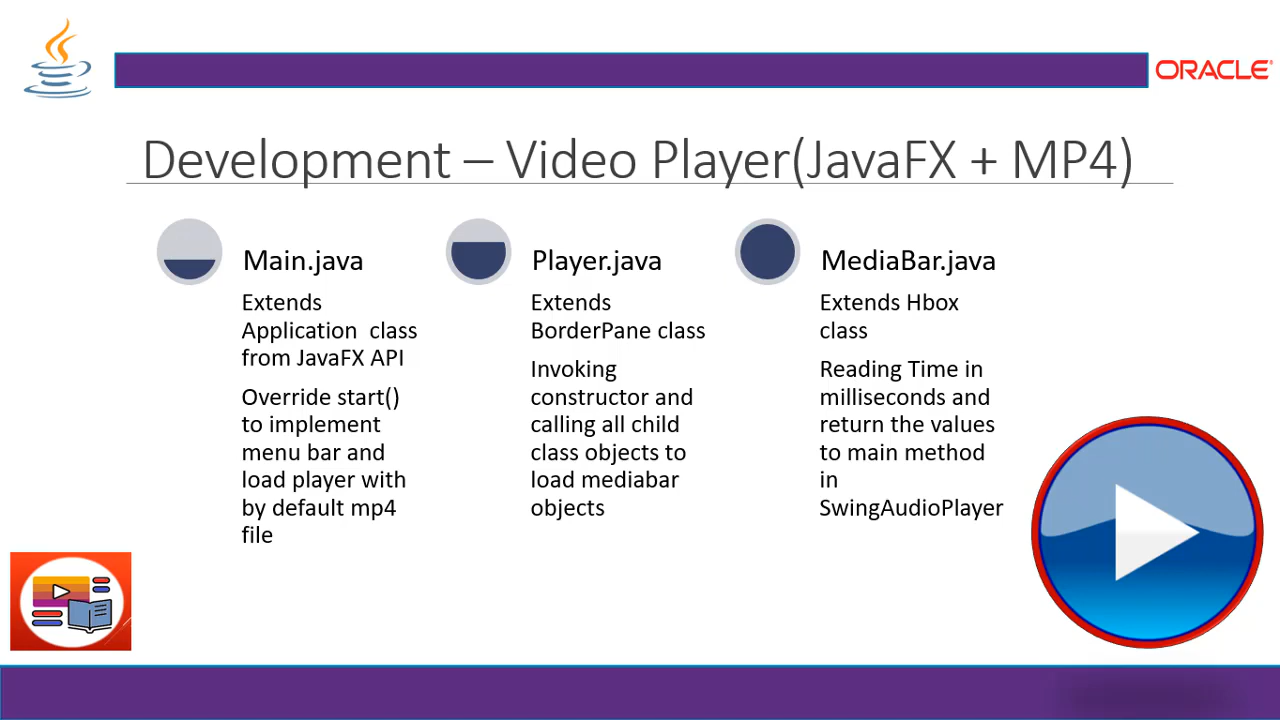 ORACLE
Development – Video Player(JavaFX + MP4)
Main.java
Extends
Application class
from JavaFX API
Override start()
to implement
menu bar and
load player with
by default mp4
file
Player.java
Extends
BorderPane class
Invoking
constructor and
calling all child
class objects to
load mediabar
objects
MediaBar.java
Extends Hbox
class
Reading Time in
milliseconds and
return the values
to main method
in
SwingAudioPlayer